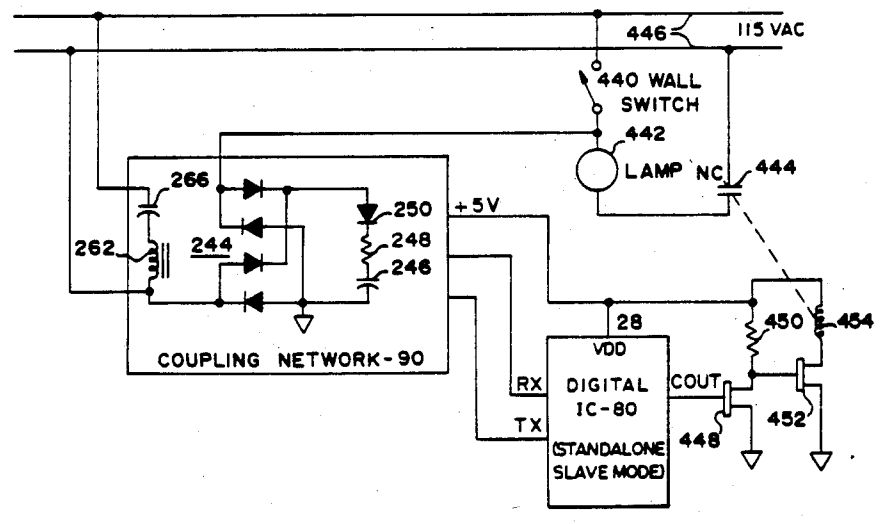 446
115 VAC
440 WALL
SWITCH
442
LAMP
NC
444
266
262
244
250
248
246
+5V
COUPLING NETWORK-90
28
VDD
RX
DIGITAL
IC-80
COUT
TX
(STANDALONE
SLAVE MODE)
450
454
448
452